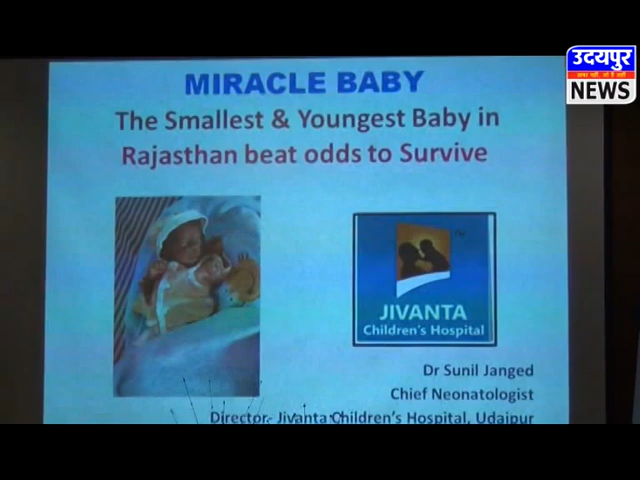 उदयपुर
NEWS
MIRACLE BABY
The Smallest & Youngest Baby in
Rajasthan beat odds to Survive
TM
JIVANTA
Children's Hospital
Dr Sunil Janged
Chief Neonatologist
Director- Jivanta Children's Hospital, Udaipur